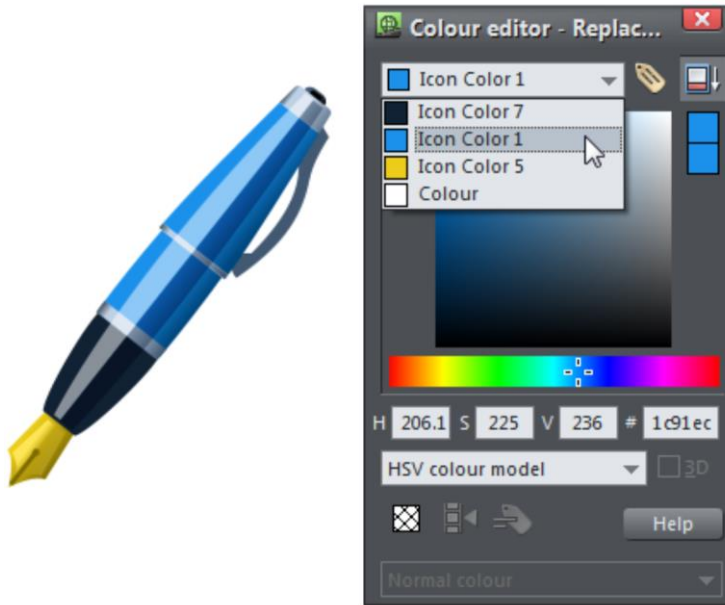 Colour editor - Replac...
Icon Color 1
Icon Color 7
Icon Color 1
Icon Color 5
Colour
H 206.1 S 225 V 236 # 1c91ec
HSV colour model 3D
Help
Normal colour